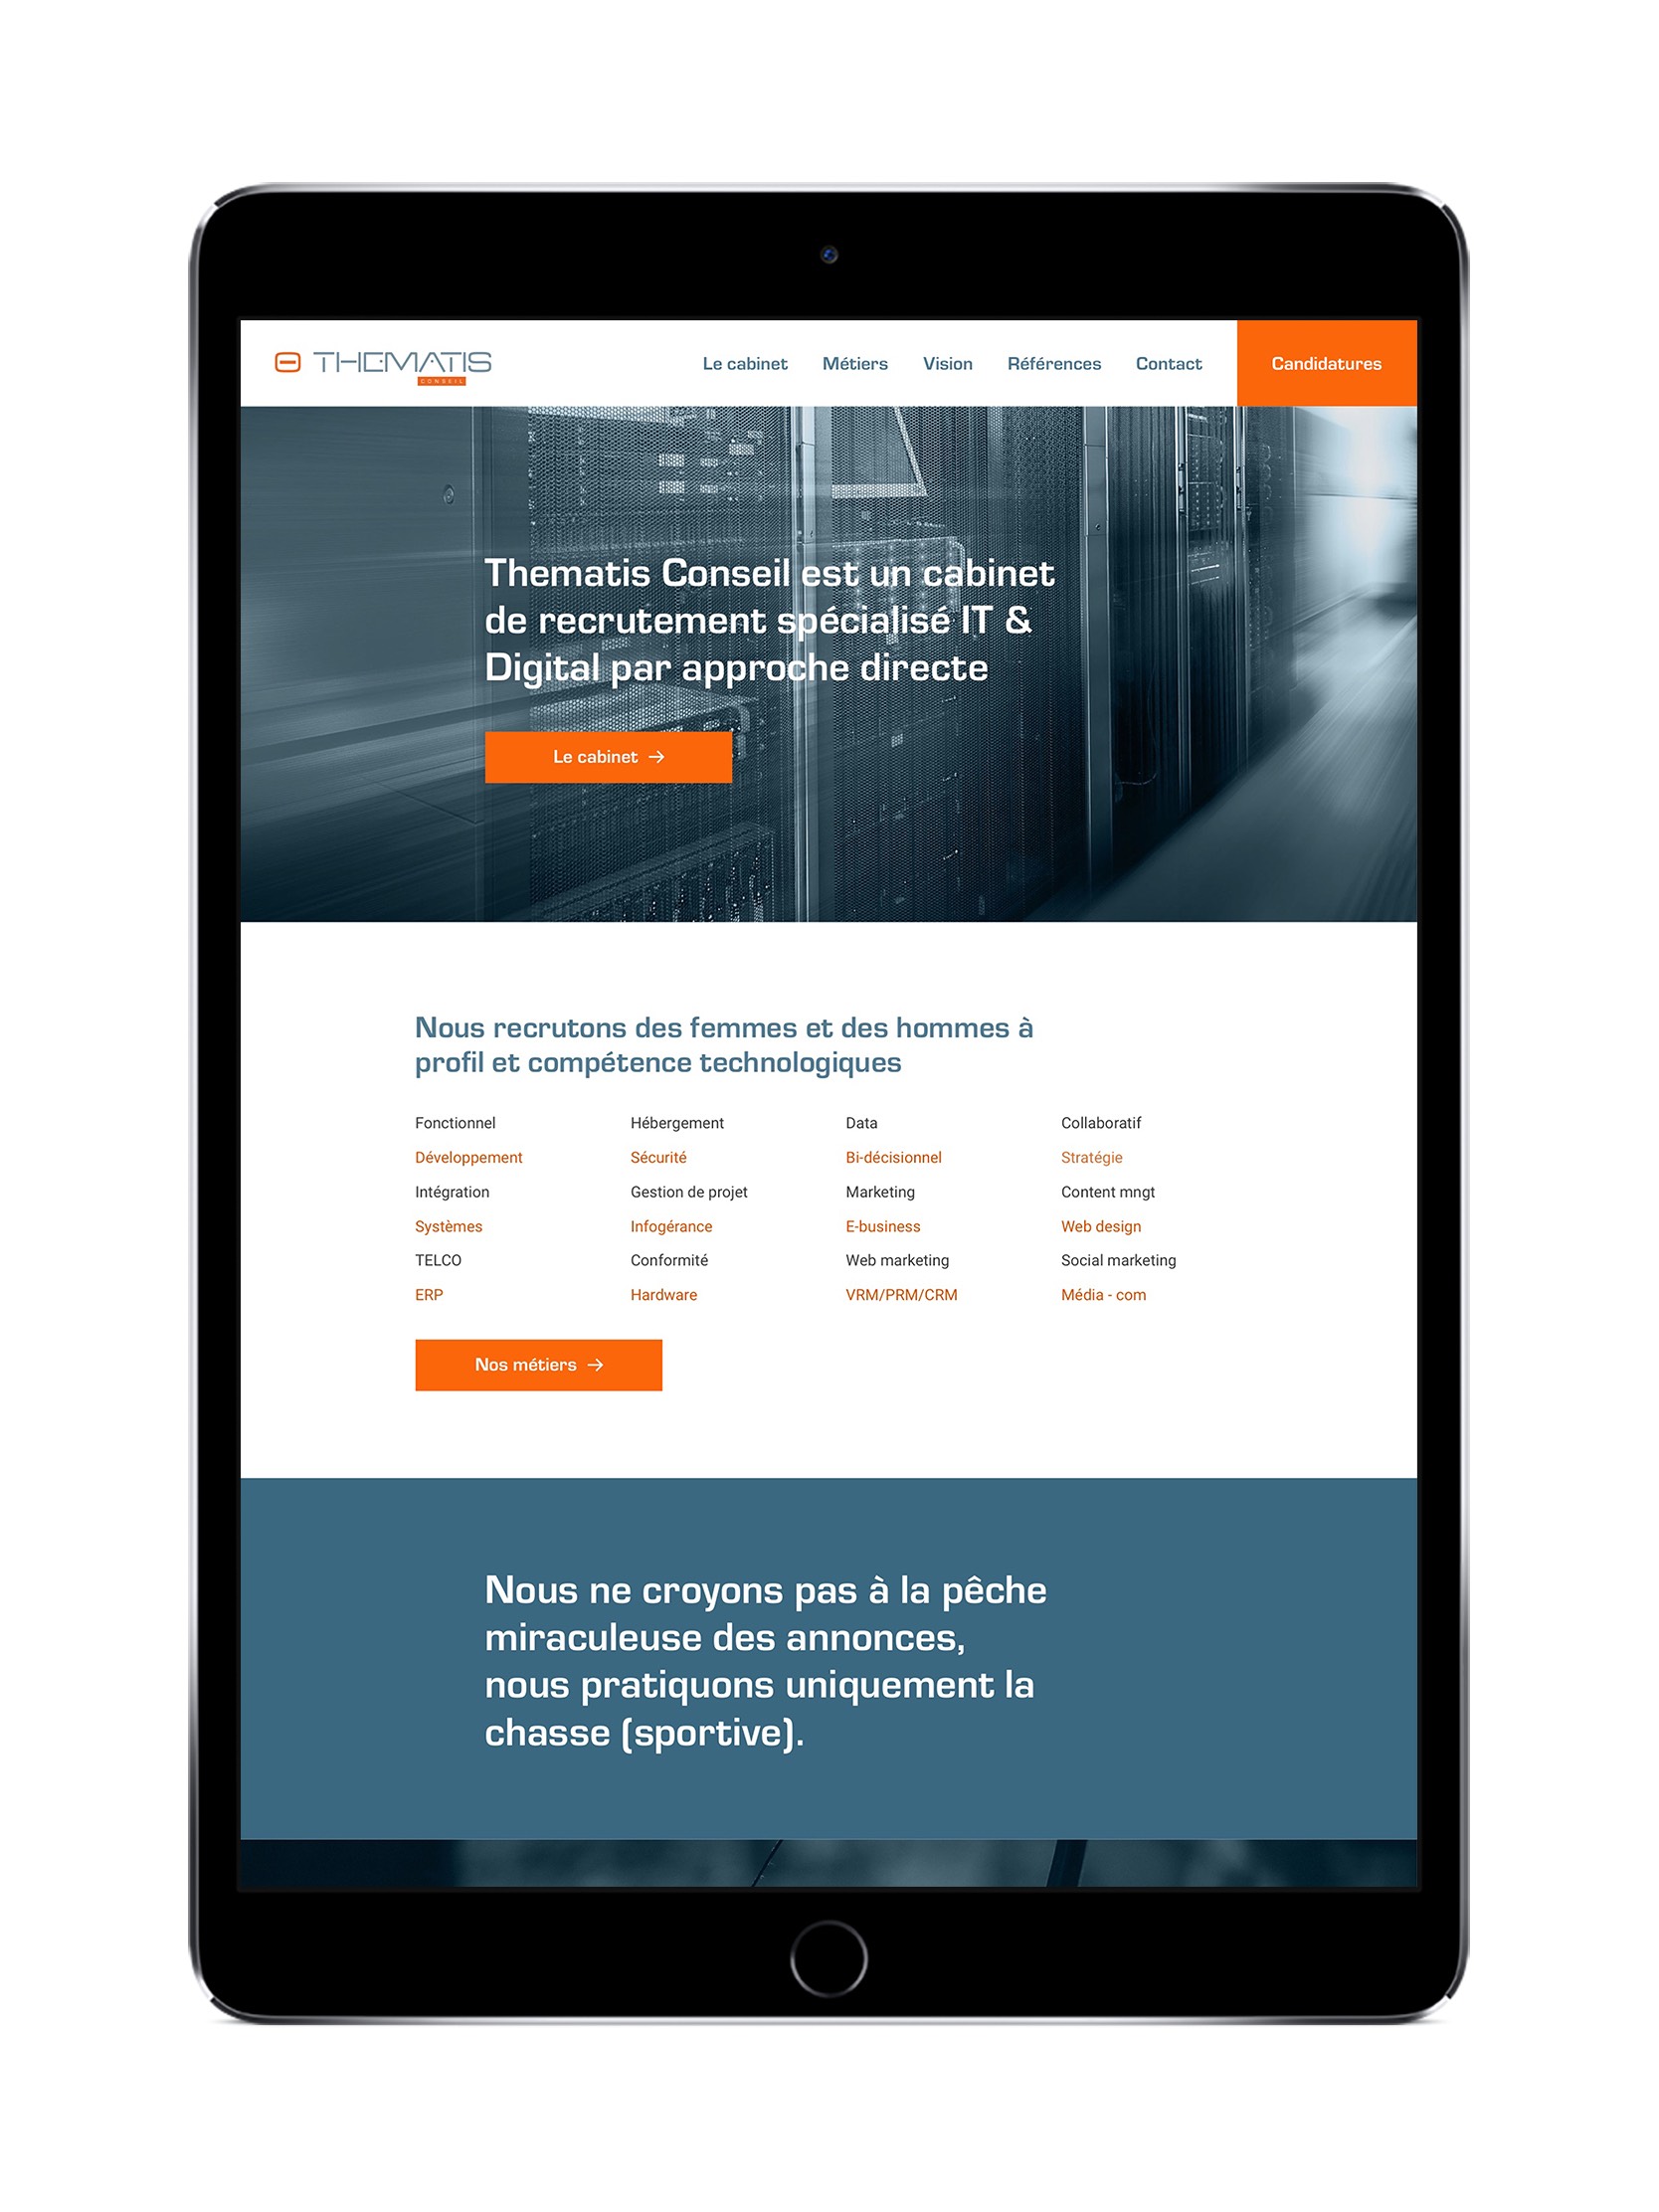 THEMATIS
CONSEIL
Le cabinet Métiers Vision Références Contact Candidatures
Thematis Conseil est un cabinet
de recrutement spécialisé IT &
Digital par approche directe
Le cabinet →
Nous recrutons des femmes et des hommes à
profil et compétence technologiques
Fonctionnel Hébergement Data Collaboratif
Développement Sécurité Bi-décisionnel Stratégie
Intégration Gestion de projet Marketing Content mngt
Systèmes Infogérance E-business Web design
TELCO Conformité Web marketing Social marketing
ERP Hardware VRM/PRM/CRM Média - com
Nos métiers →
Nous ne croyons pas à la pêche
miraculeuse des annonces,
nous pratiquons uniquement la
chasse (sportive).